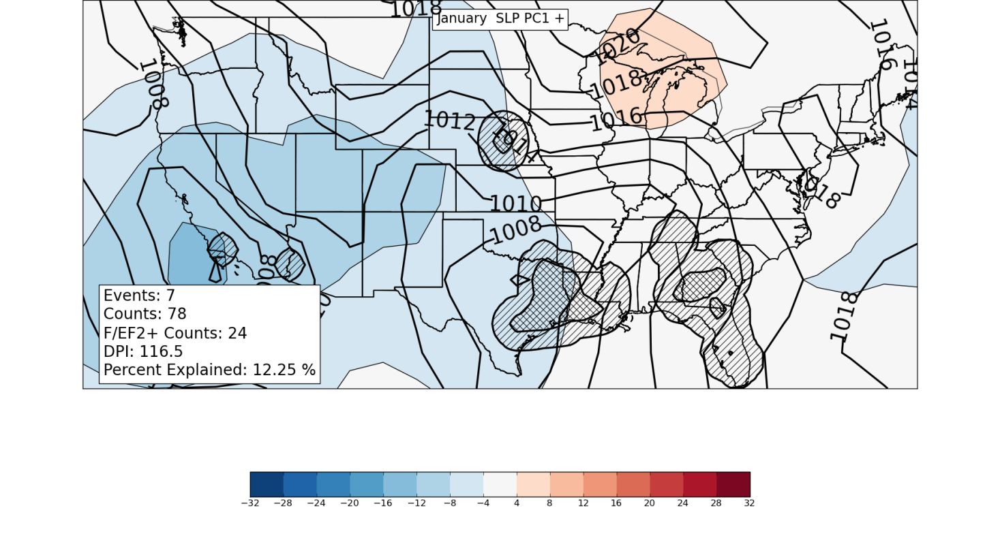 1018
January SLP PC1 +
1020
1016
1014
1008
1018
1012
1016
1014
1018
1010
1008
1018
Events: 7
Counts: 78
F/EF2+ Counts: 24
DPI: 116.5
Percent Explained: 12.25 %
−32 −28 −24 −20 −16 −12 −8 −4 4 8 12 16 20 24 28 32